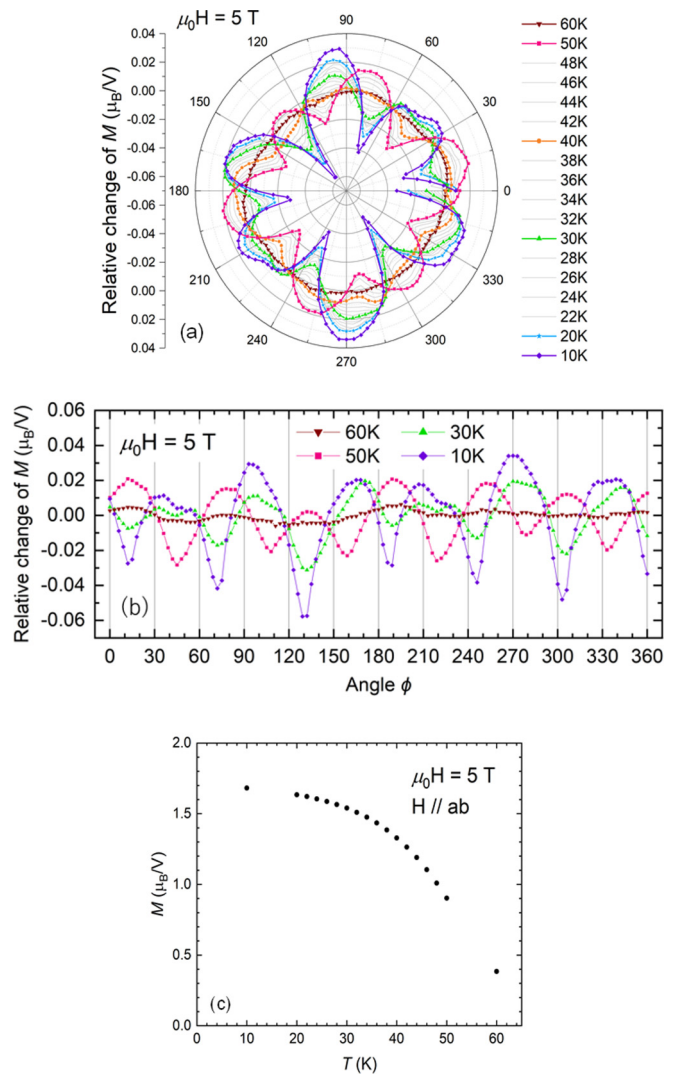 μ₀H = 5 T
Relative change of M (μB/V)
0.04
0.02
0.00
-0.02
-0.04
-0.06
-0.06
-0.04
-0.02
0.00
0.02
0.04
90
60
30
0
330
300
270
240
210
180
150
120
(a)
60K
50K
48K
46K
44K
42K
40K
38K
36K
34K
32K
30K
28K
26K
24K
22K
20K
10K
Relative change of M (μB/V)
0.06
0.04
0.02
0.00
-0.02
-0.04
-0.06
μ₀H = 5 T
60K
30K
50K
10K
(b)
0 30 60 90 120 150 180 210 240 270 300 330 360
Angle ϕ
M (μB/V)
2.0
1.5
1.0
0.5
0.0
μ₀H = 5 T
H // ab
(c)
0 10 20 30 40 50 60
T (K)